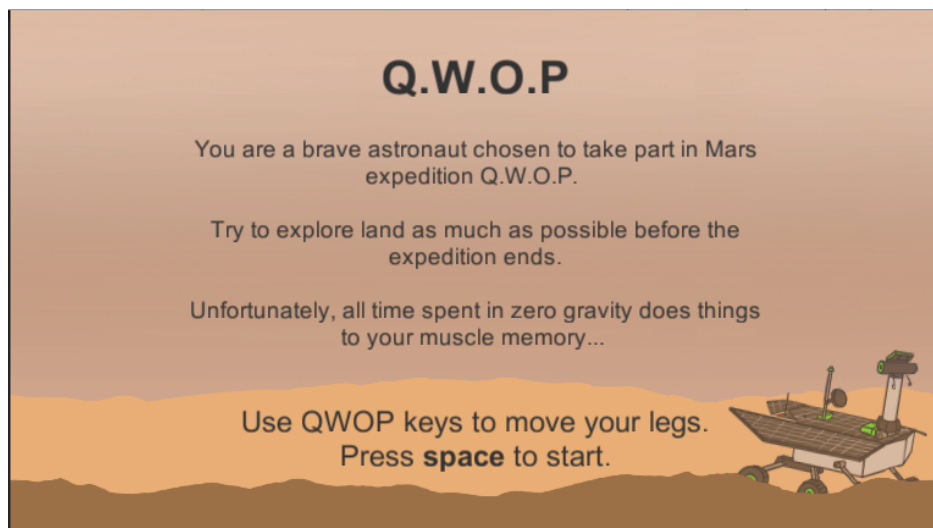 Q.W.O.P
You are a brave astronaut chosen to take part in Mars
expedition Q.W.O.P.
Try to explore land as much as possible before the
expedition ends.
Unfortunately, all time spent in zero gravity does things
to your muscle memory...
Use QWOP keys to move your legs.
Press space to start.